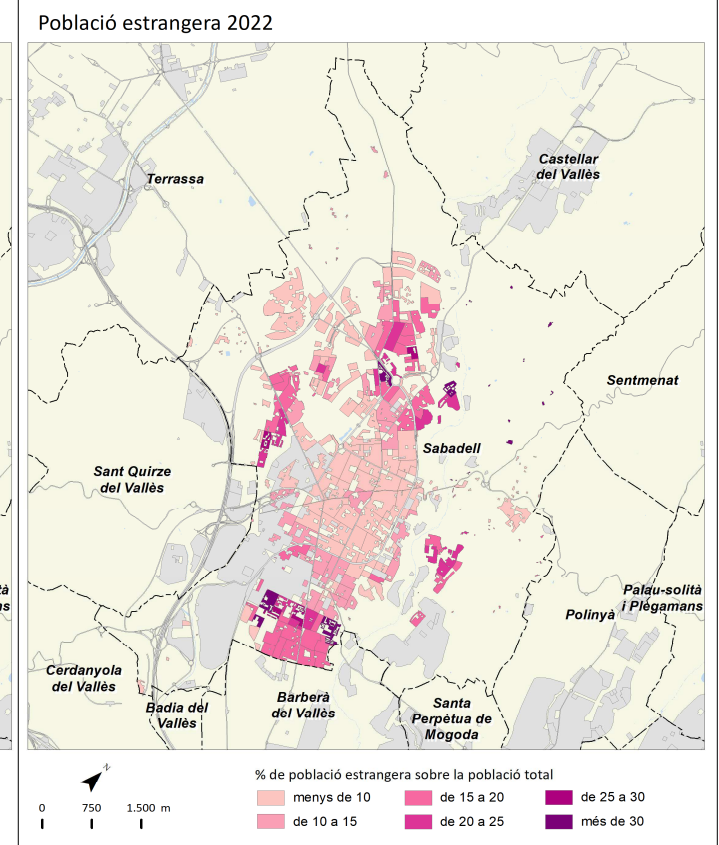 Població estrangera 2022
Castellar
del Vallès
Terrassa
Sentmenat
Sabadell
Sant Quirze
del Vallès
Palau-solità
i Plegamans
Polinyà
Cerdanyola
del Vallès
Badia del
Vallès
Barberà
del Vallès
Santa
Perpètua de
Mogoda
N
0 750 1.500 m
% de població estrangera sobre la població total
menys de 10
de 10 a 15
de 15 a 20
de 20 a 25
de 25 a 30
més de 30